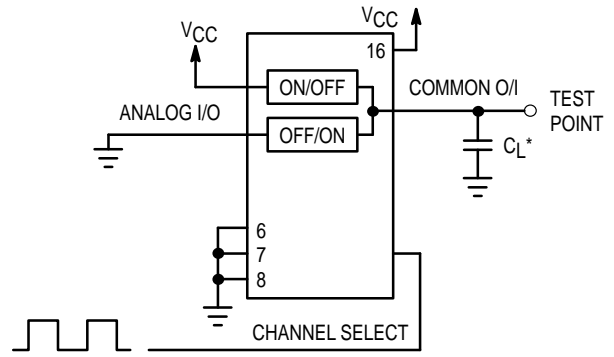 VCC
VCC
16
ON/OFF
COMMON O/I
TEST
POINT
ANALOG I/O
OFF/ON
CL*
6
7
8
CHANNEL SELECT